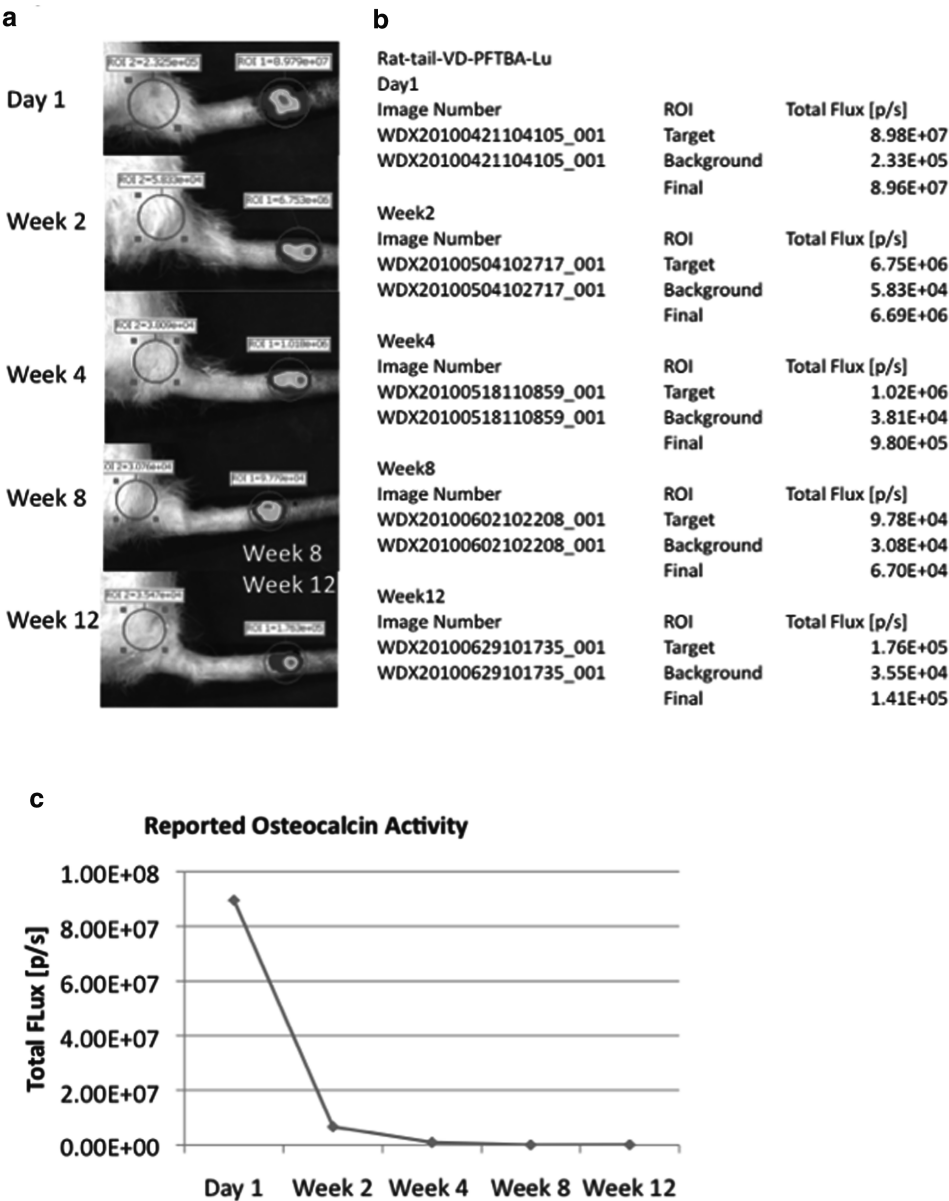 a
Day 1
ROI 2=2.325e+05
ROI 1=8.979e+07
Week 2
ROI 2=5.833e+04
ROI 1=6.753e+06
Week 4
ROI 2=3.809e+04
ROI 1=1.018e+06
Week 8
ROI 2=3.076e+04
ROI 1=9.779e+04
Week 8
Week 12
Week 12
ROI 2=3.547e+04
ROI 1=1.763e+05
b
Rat-tail-VD-PFTBA-Lu
Day1
Image Number ROI Total Flux [p/s]
WDX20100421104105_001 Target 8.98E+07
WDX20100421104105_001 Background 2.33E+05
Final 8.96E+07
Week2
Image Number ROI Total Flux [p/s]
WDX20100504102717_001 Target 6.75E+06
WDX20100504102717_001 Background 5.83E+04
Final 6.69E+06
Week4
Image Number ROI Total Flux [p/s]
WDX20100518110859_001 Target 1.02E+06
WDX20100518110859_001 Background 3.81E+04
Final 9.80E+05
Week8
Image Number ROI Total Flux [p/s]
WDX20100602102208_001 Target 9.78E+04
WDX20100602102208_001 Background 3.08E+04
Final 6.70E+04
Week12
Image Number ROI Total Flux [p/s]
WDX20100629101735_001 Target 1.76E+05
WDX20100629101735_001 Background 3.55E+04
Final 1.41E+05
c
Reported Osteocalcin Activity
Total FLux [p/s]
1.00E+08
8.00E+07
6.00E+07
4.00E+07
2.00E+07
0.00E+00
Day 1 Week 2 Week 4 Week 8 Week 12